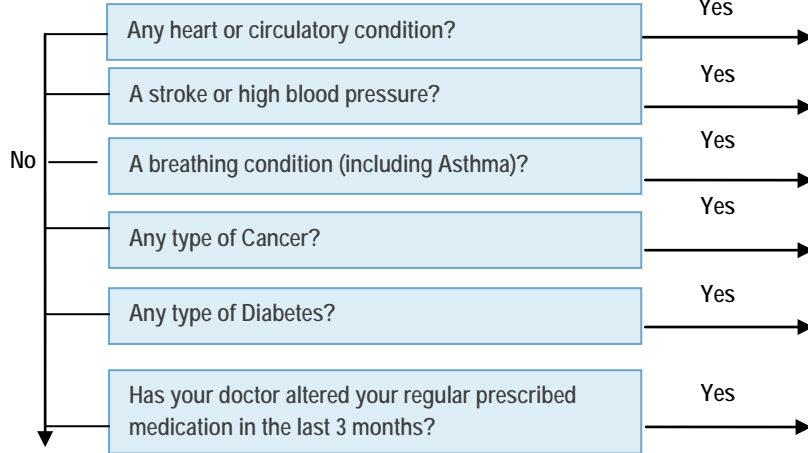 Yes
Any heart or circulatory condition?
Yes
A stroke or high blood pressure?
Yes
No
A breathing condition (including Asthma)?
Yes
Any type of Cancer?
Yes
Any type of Diabetes?
Yes
Has your doctor altered your regular prescribed
medication in the last 3 months?